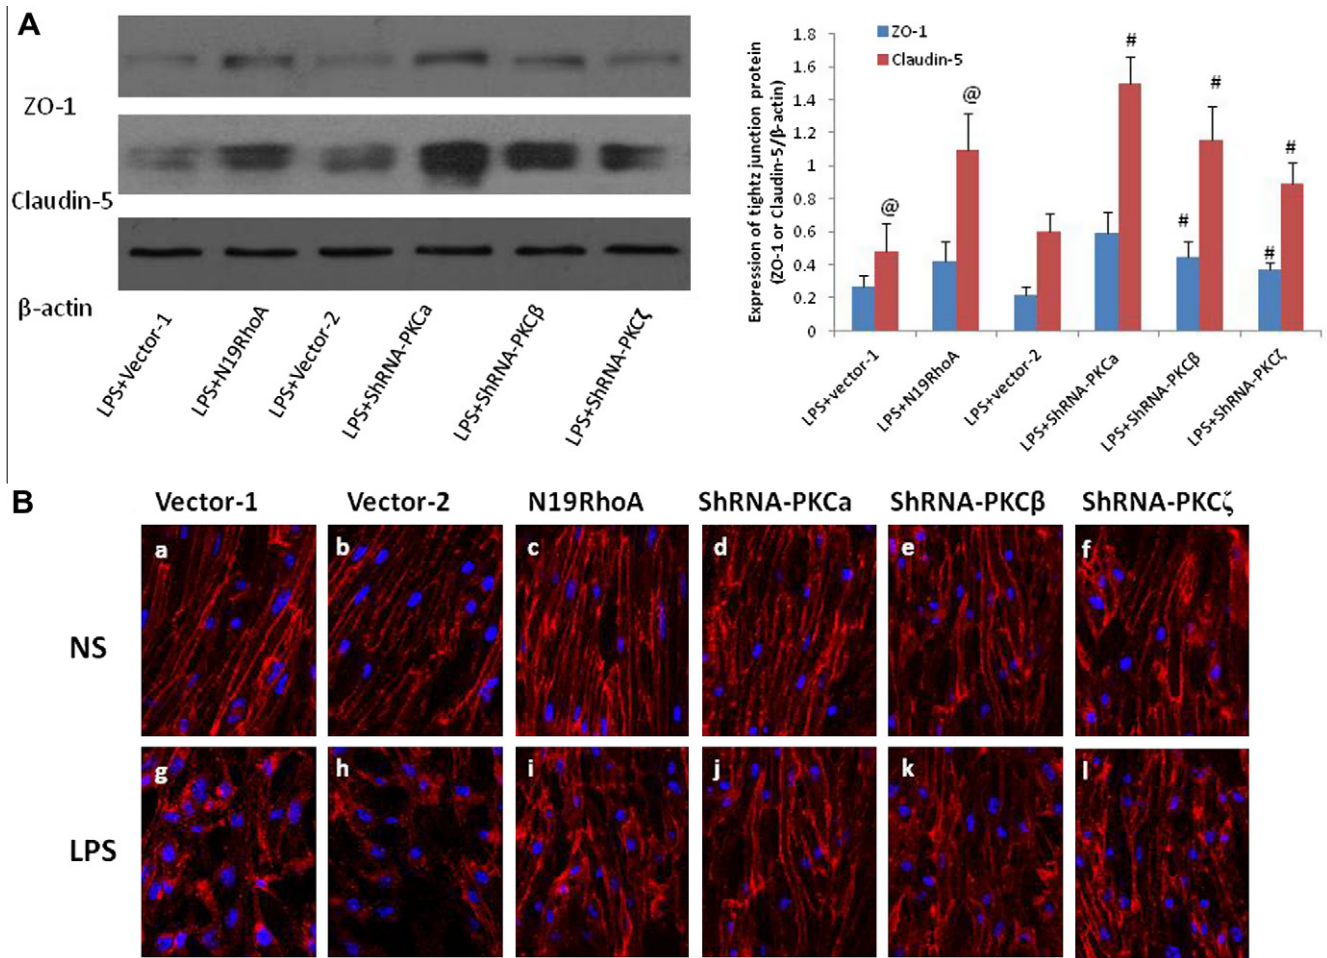 A
ZO-1
Claudin-5
β-actin
LPS+Vector-1
LPS+N19RhoA
LPS+Vector-2
LPS+ShRNA-PKCa
LPS+ShRNA-PKCβ
LPS+ShRNA-PKCζ
Expression of tightz junction protein
(ZO-1 or Claudin-5/β-actin)
ZO-1
Claudin-5
1.8
1.6
1.4
1.2
1
0.8
0.6
0.4
0.2
0
@
@
#
#
#
#
#
LPS+vector-1
LPS+N19RhoA
LPS+vector-2
LPS+ShRNA-PKCa
LPS+ShRNA-PKCβ
LPS+ShRNA-PKCζ
B
Vector-1 Vector-2 N19RhoA ShRNA-PKCa ShRNA-PKCβ ShRNA-PKCζ
NS
a b c d e f
LPS
g h i j k l